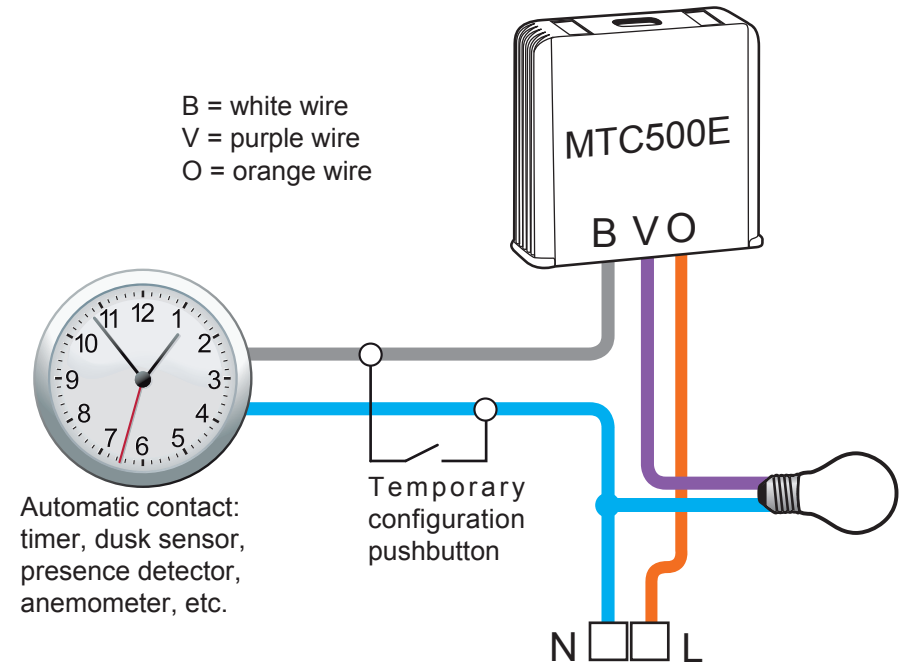 B = white wire
V = purple wire
O = orange wire
MTC500E
B V O
11 12 1
10 2
9 3
8 4
7 6 5
Automatic contact:
timer, dusk sensor,
presence detector,
anemometer, etc.
Temporary
configuration
pushbutton
N L